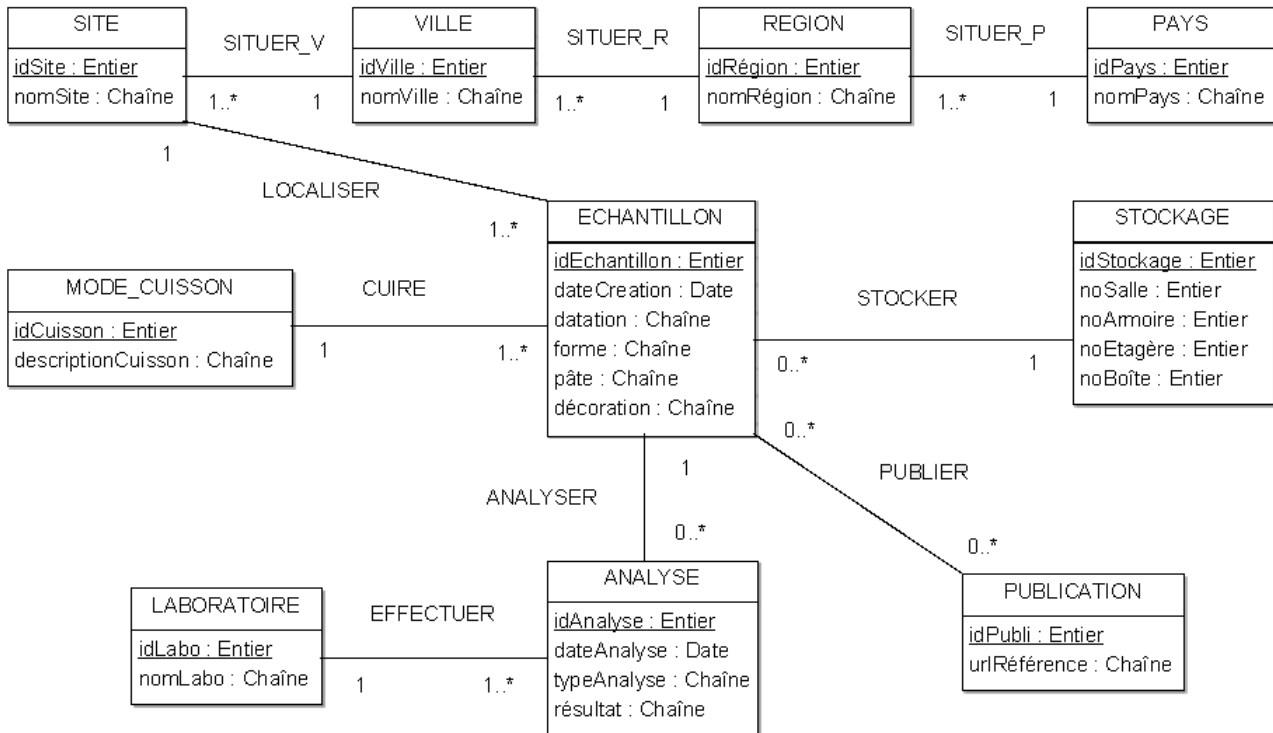 SITE
idSite : Entier
nomSite : Chaîne
SITUER_V
1..*
1
VILLE
idVille : Entier
nomVille : Chaîne
SITUER_R
1..*
1
REGION
idRégion : Entier
nomRégion : Chaîne
SITUER_P
1..*
1
PAYS
idPays : Entier
nomPays : Chaîne
1
LOCALISER
1..*
MODE_CUISSON
idCuisson : Entier
descriptionCuisson : Chaîne
CUIRE
1
1..*
ECHANTILLON
idEchantillon : Entier
dateCreation : Date
datation : Chaîne
forme : Chaîne
pâte : Chaîne
décoration : Chaîne
STOCKER
0..*
1
STOCKAGE
idStockage : Entier
noSalle : Entier
noArmoire : Entier
noEtagère : Entier
noBoîte : Entier
0..*
PUBLIER
0..*
1
ANALYSER
0..*
LABORATOIRE
idLabo : Entier
nomLabo : Chaîne
EFFECTUER
1
1..*
ANALYSE
idAnalyse : Entier
dateAnalyse : Date
typeAnalyse : Chaîne
résultat : Chaîne
PUBLICATION
idPubli : Entier
urlRéférence : Chaîne